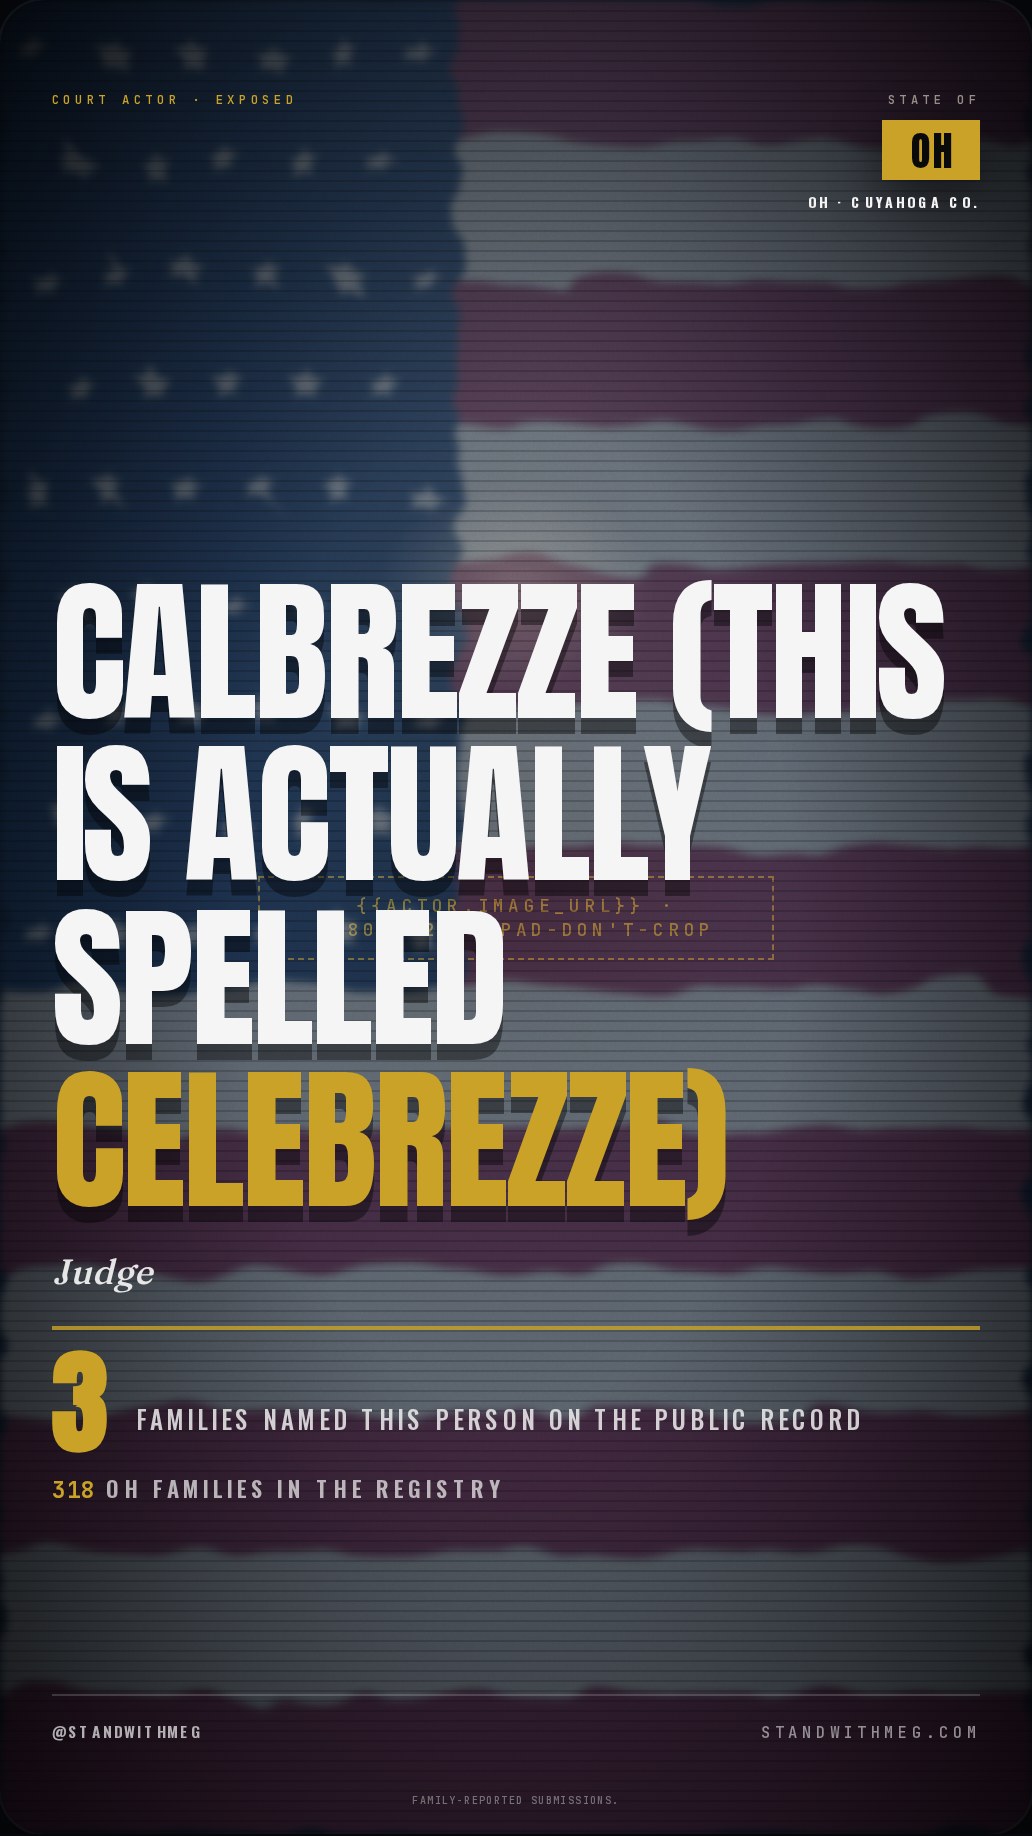 COURT ACTOR · EXPOSED
STATE OF
OH
OH · CUYAHOGA CO.
CALBREZZE (THIS
IS ACTUALLY
SPELLED
CELEBREZZE)
{{ACTOR.IMAGE_URL}} ·
80 PAD-DON'T-CROP
Judge
3 FAMILIES NAMED THIS PERSON ON THE PUBLIC RECORD
318 OH FAMILIES IN THE REGISTRY
@STANDWITHMEG
STANDWITHMEG.COM
FAMILY-REPORTED SUBMISSIONS.